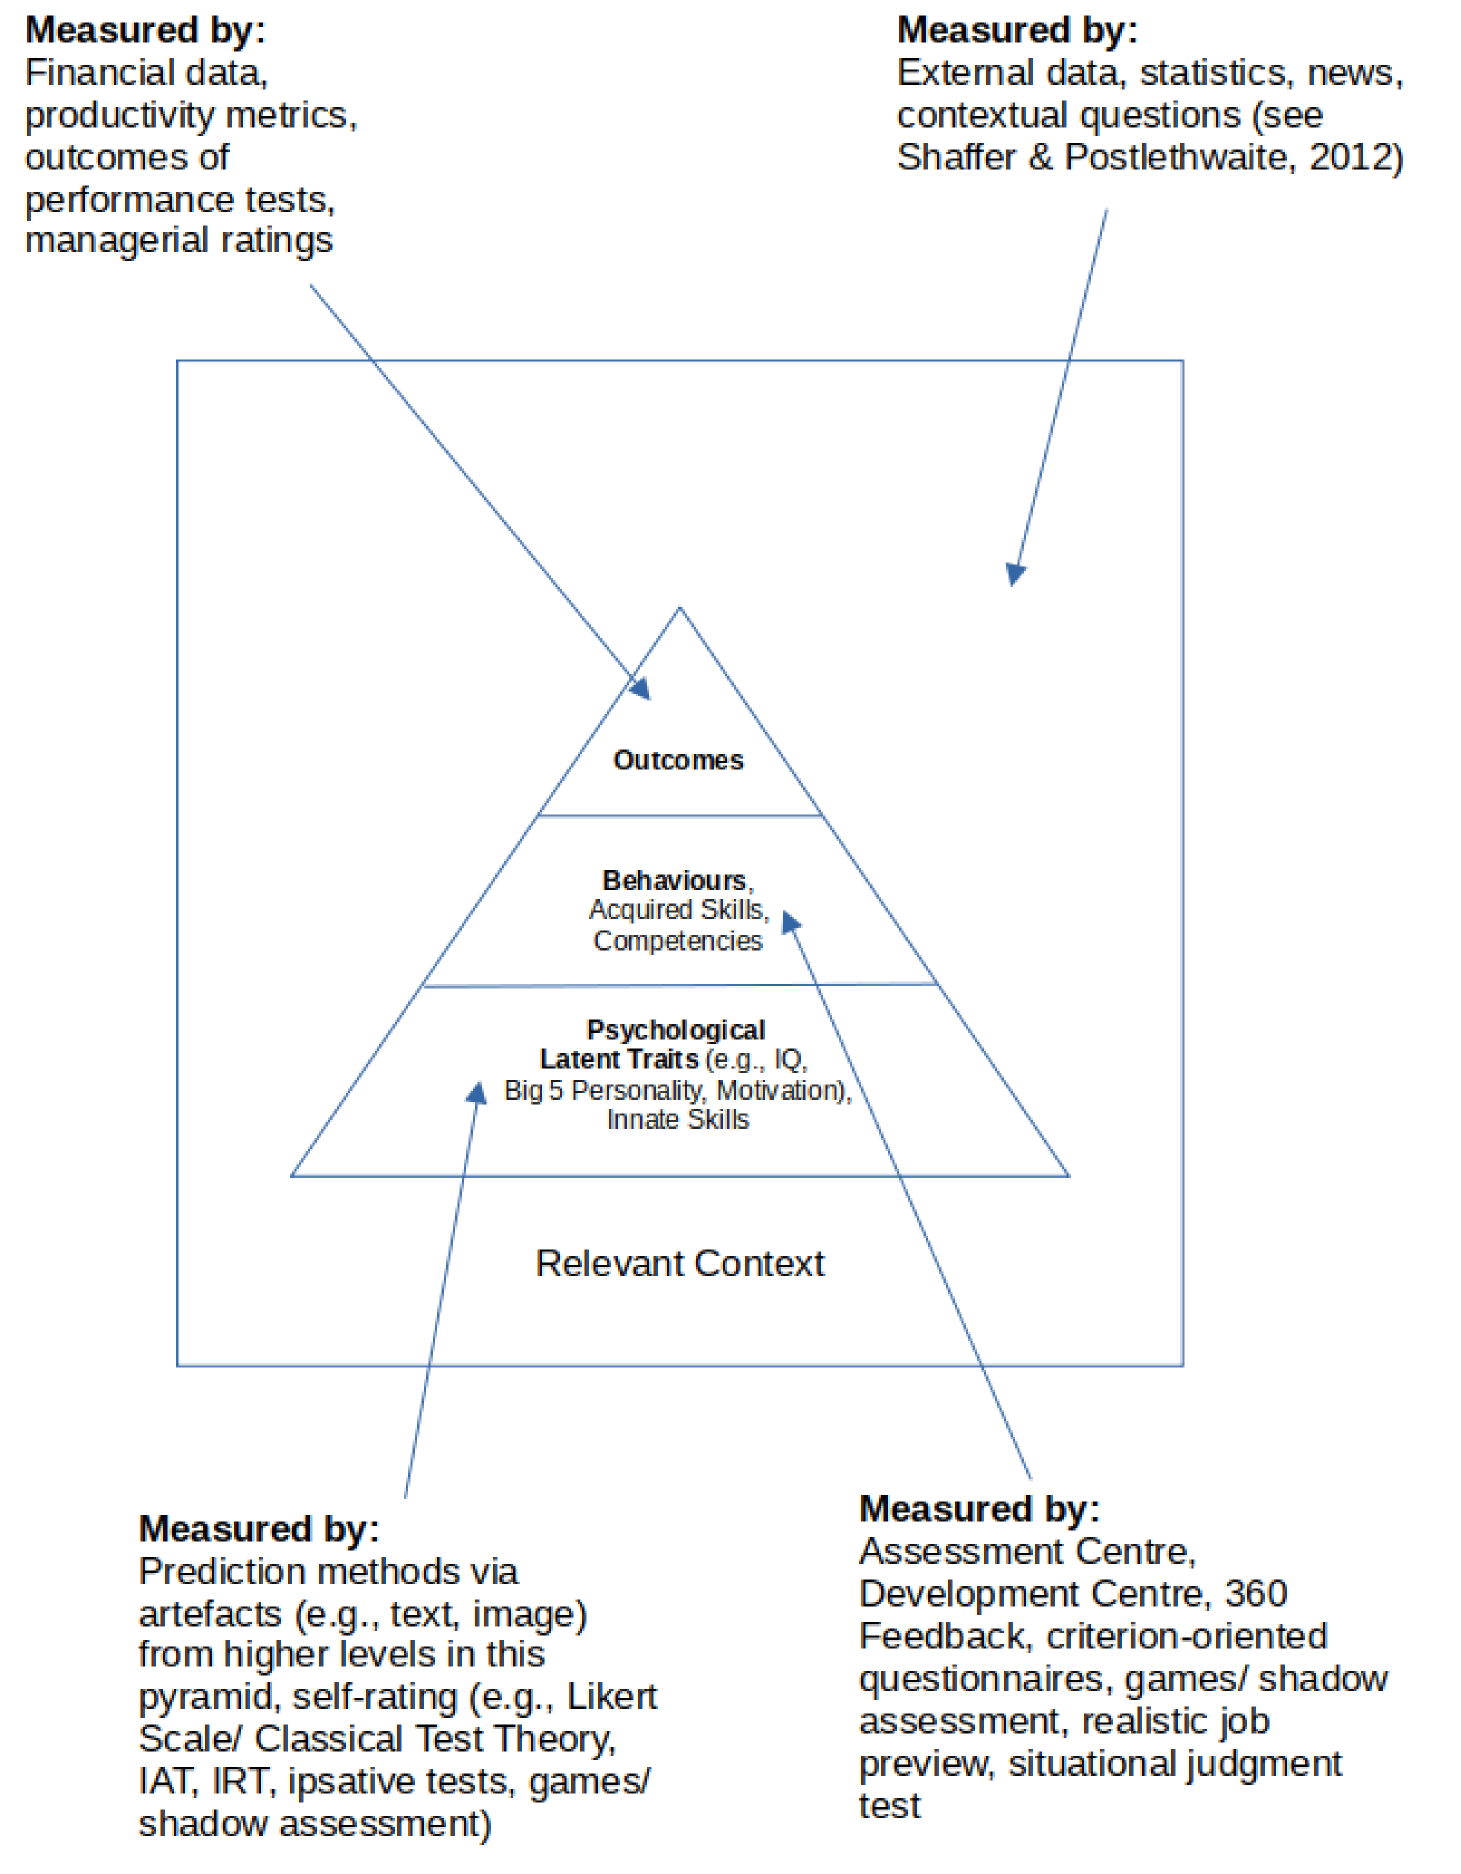 Measured by:
Financial data,
productivity metrics,
outcomes of
performance tests,
managerial ratings
Measured by:
External data, statistics, news,
contextual questions (see
Shaffer & Postlethwaite, 2012)
Outcomes
Behaviours,
Acquired Skills,
Competencies
Psychological
Latent Traits (e.g., IQ,
Big 5 Personality, Motivation),
Innate Skills
Relevant Context
Measured by:
Prediction methods via
artefacts (e.g., text, image)
from higher levels in this
pyramid, self-rating (e.g., Likert
Scale/ Classical Test Theory,
IAT, IRT, ipsative tests, games/
shadow assessment)
Measured by:
Assessment Centre,
Development Centre, 360
Feedback, criterion-oriented
questionnaires, games/ shadow
assessment, realistic job
preview, situational judgment
test